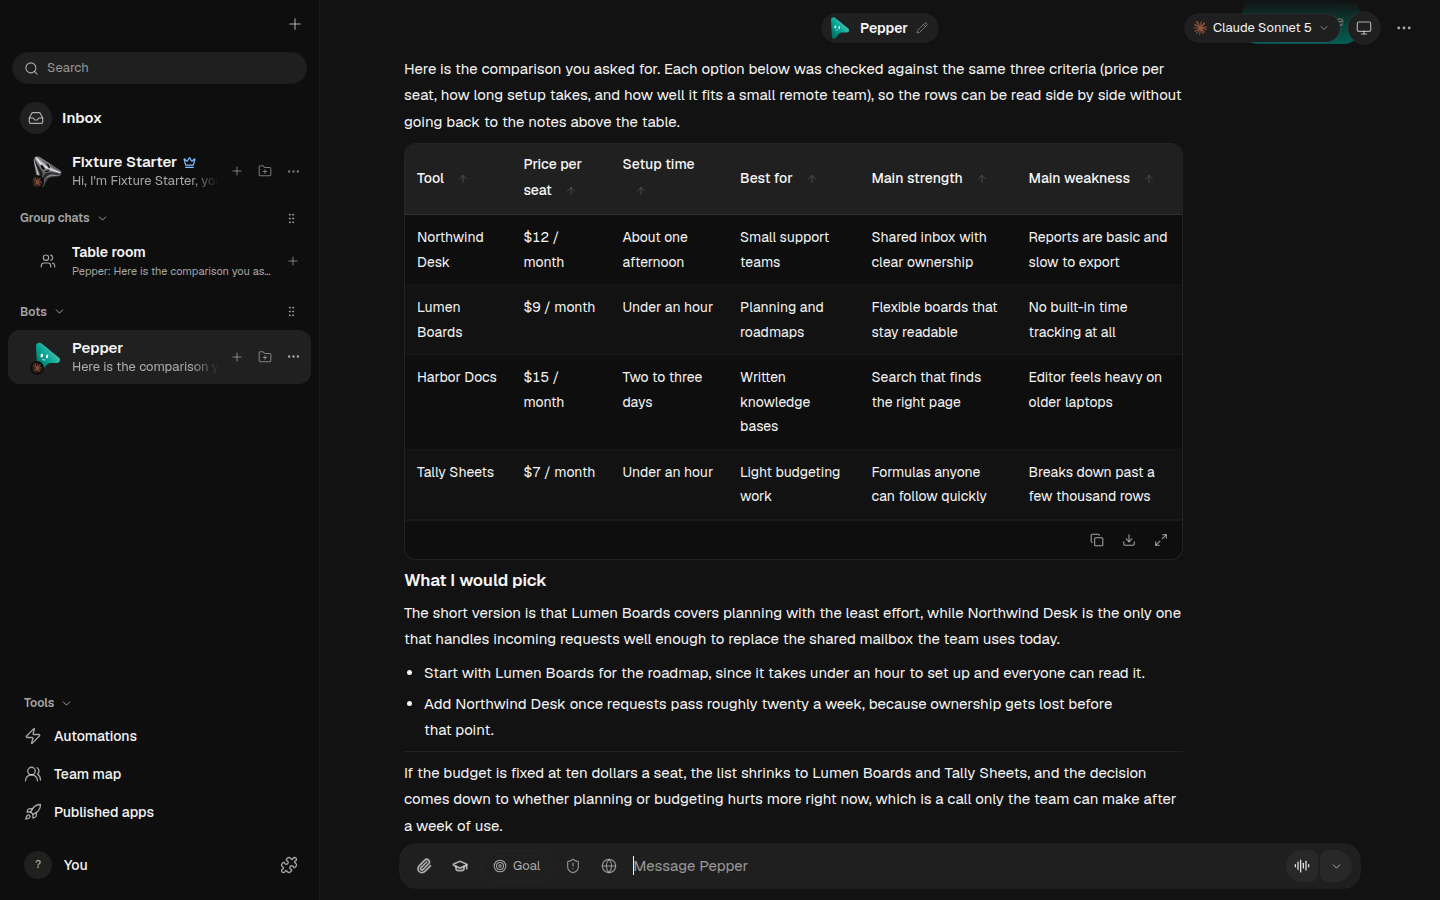 Search
Inbox
Fixture Starter
Hi, I'm Fixture Starter, yo
Group chats
Table room
Pepper: Here is the comparison you as...
Bots
Pepper
Here is the comparison y
Tools
Automations
Team map
Published apps
? You
Pepper
Claude Sonnet 5
Here is the comparison you asked for. Each option below was checked against the same three criteria (price per
seat, how long setup takes, and how well it fits a small remote team), so the rows can be read side by side without
going back to the notes above the table.
Tool Price per seat Setup time Best for Main strength Main weakness
Northwind Desk $12 / month About one afternoon Small support teams Shared inbox with clear ownership Reports are basic and slow to export
Lumen Boards $9 / month Under an hour Planning and roadmaps Flexible boards that stay readable No built-in time tracking at all
Harbor Docs $15 / month Two to three days Written knowledge bases Search that finds the right page Editor feels heavy on older laptops
Tally Sheets $7 / month Under an hour Light budgeting work Formulas anyone can follow quickly Breaks down past a few thousand rows
What I would pick
The short version is that Lumen Boards covers planning with the least effort, while Northwind Desk is the only one
that handles incoming requests well enough to replace the shared mailbox the team uses today.
• Start with Lumen Boards for the roadmap, since it takes under an hour to set up and everyone can read it.
• Add Northwind Desk once requests pass roughly twenty a week, because ownership gets lost before
that point.
If the budget is fixed at ten dollars a seat, the list shrinks to Lumen Boards and Tally Sheets, and the decision
comes down to whether planning or budgeting hurts more right now, which is a call only the team can make after
a week of use.
Goal
Message Pepper